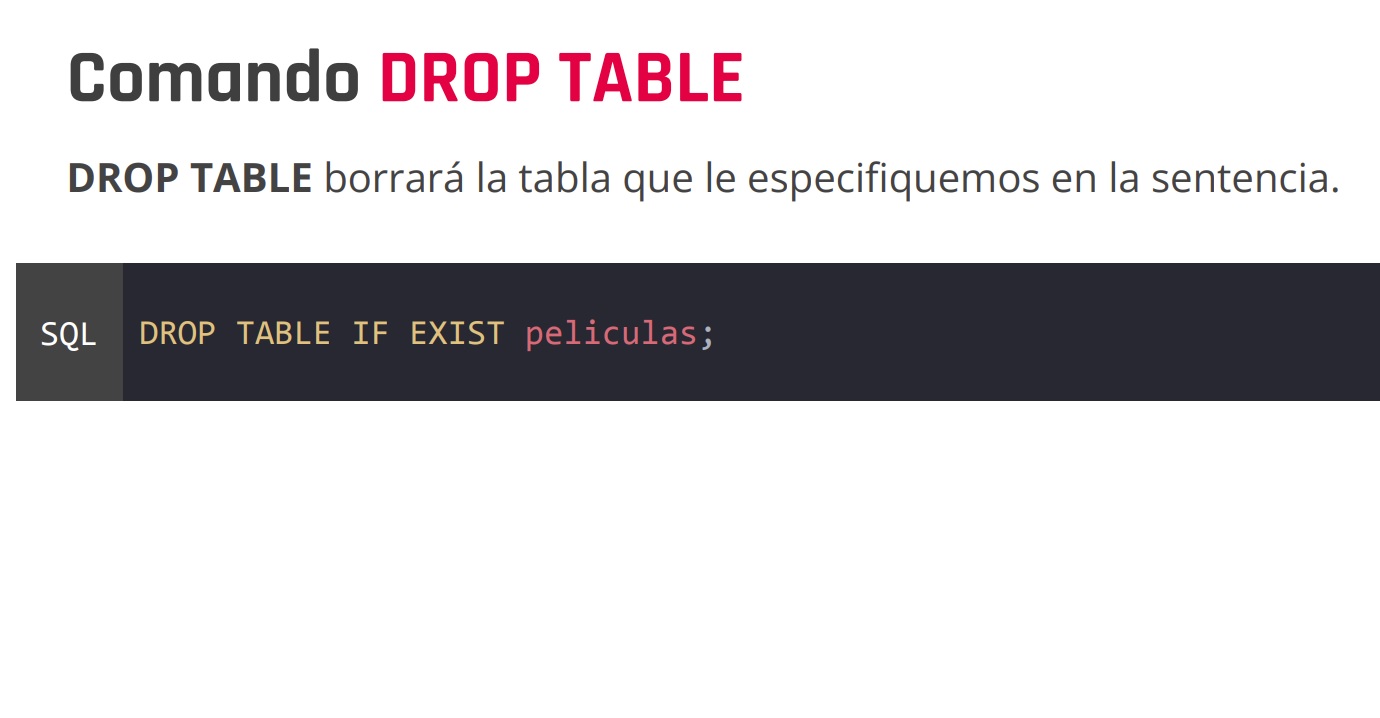 Comando DROP TABLE
DROP TABLE borrará la tabla que le especifiquemos en la sentencia.
SQL DROP TABLE IF EXIST peliculas;